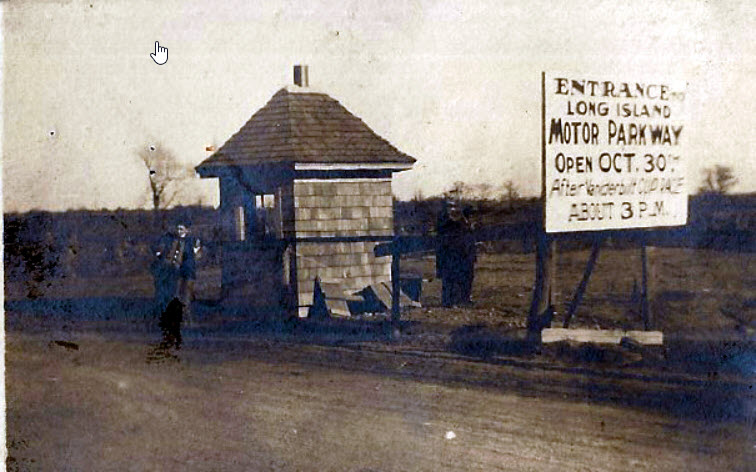 ENTRANCE TO
LONG ISLAND
MOTOR PARKWAY
OPEN OCT. 30TH
After Vanderbilt CUP RACE
ABOUT 3 P.M.